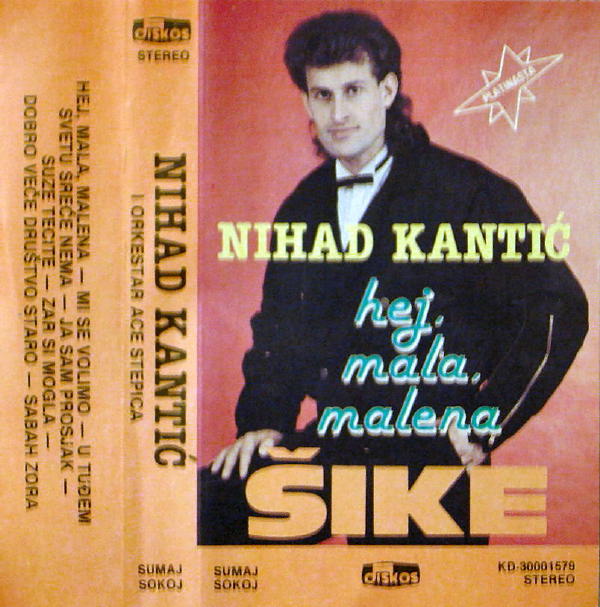 diskos
STEREO
HEJ, MALA, MALENA — MI SE VOLIMO — U TUĐEM
SVETU SREĆE NEMA — JA SAM PROSJAK —
SUZE TECITE — ZAR SI MOGLA —
DOBRO VEČE DRUŠTVO STARO — SABAH ZORA
NIHAD KANTIĆ
I ORKESTAR ACE STEPIĆA
SUMAJ
SOKOJ
PLATINASTA
NIHAD KANTIĆ
hej,
mala,
malena
ŠIKE
SUMAJ
SOKOJ
diskos
KD-30001579
STEREO